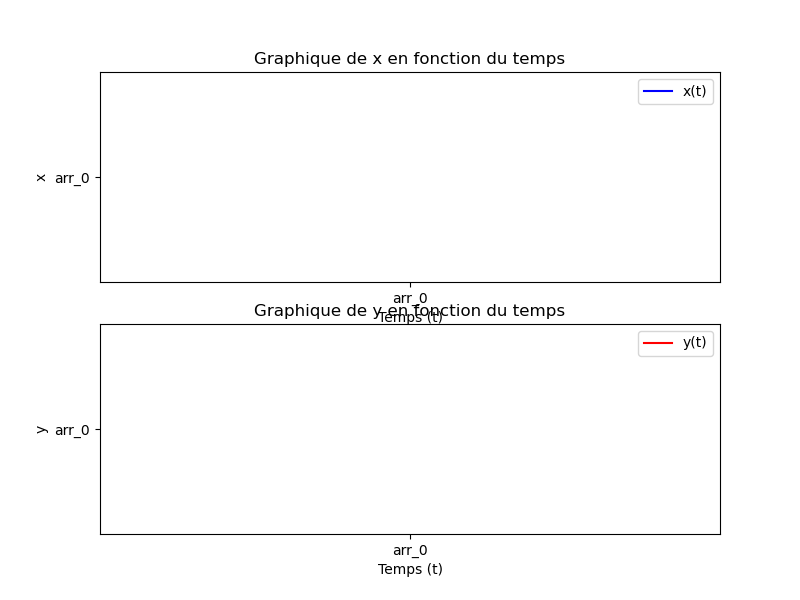 Graphique de x en fonction du temps
x(t)
x
arr_0
arr_0
Temps (t)
Graphique de y en fonction du temps
y(t)
y
arr_0
arr_0
Temps (t)